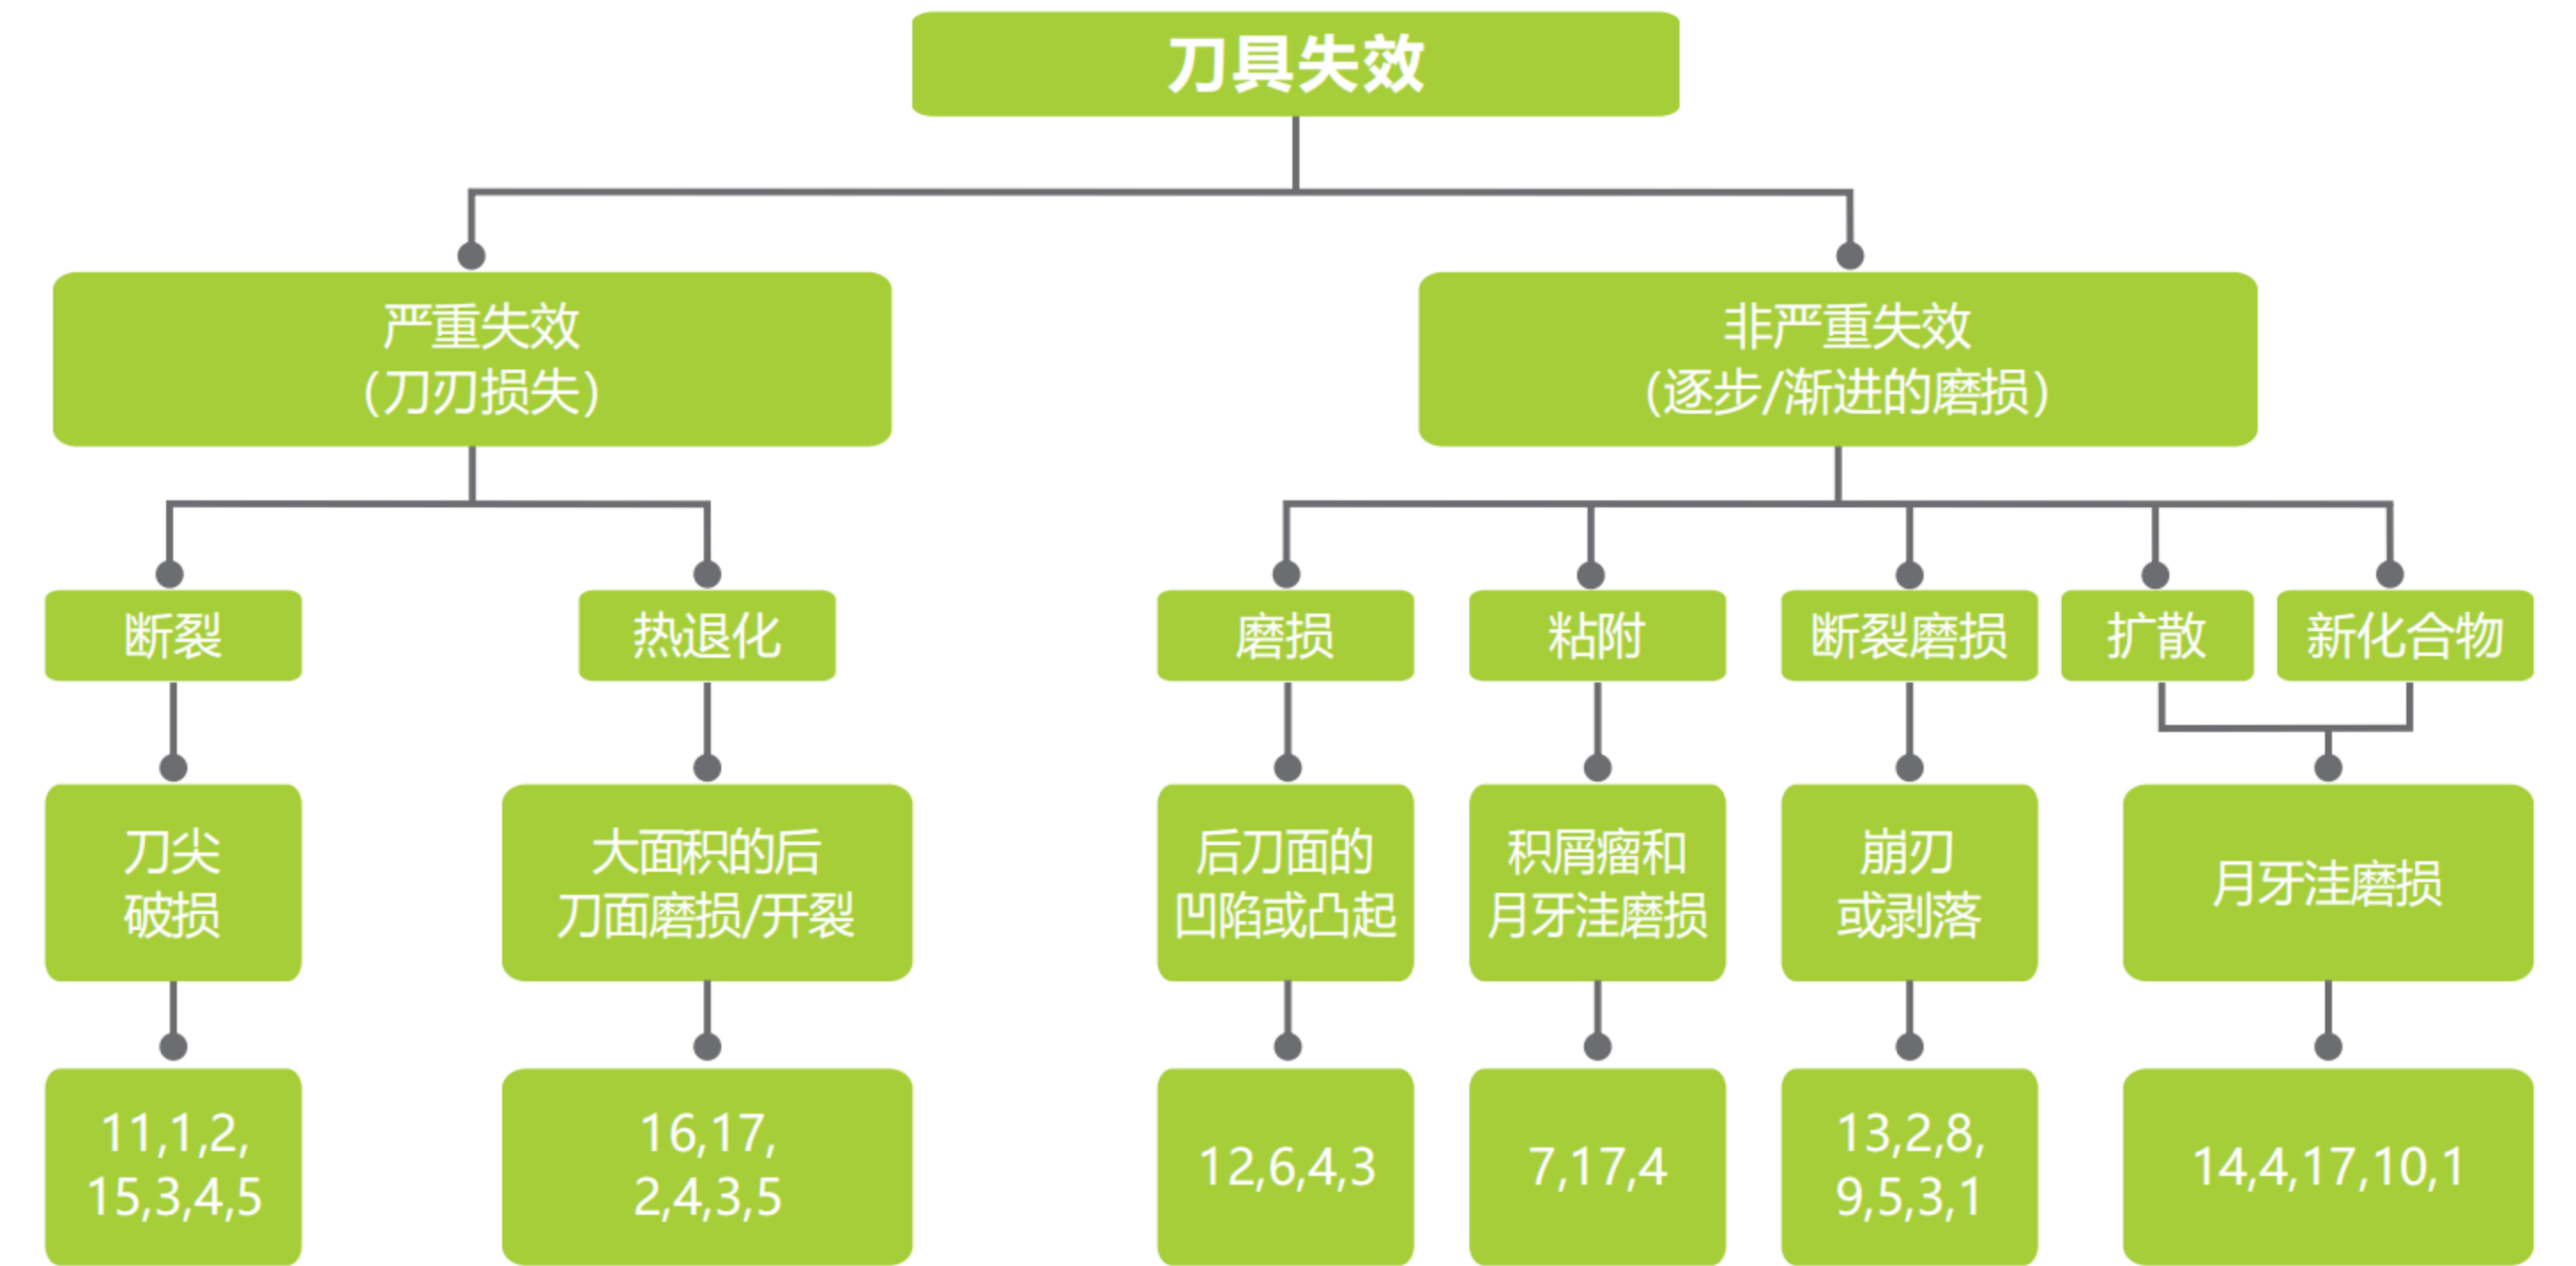 刀具失效
严重失效
（刀刃损失）
非严重失效
（逐步/渐进的磨损）
断裂
热退化
磨损
粘附
断裂磨损
扩散
新化合物
刀尖
破损
大面积的后
刀面磨损/开裂
后刀面的
凹陷或凸起
积屑瘤和
月牙洼磨损
崩刃
或剥落
月牙洼磨损
11,1,2,
15,3,4,5
16,17,
2,4,3,5
12,6,4,3
7,17,4
13,2,8,
9,5,3,1
14,4,17,10,1